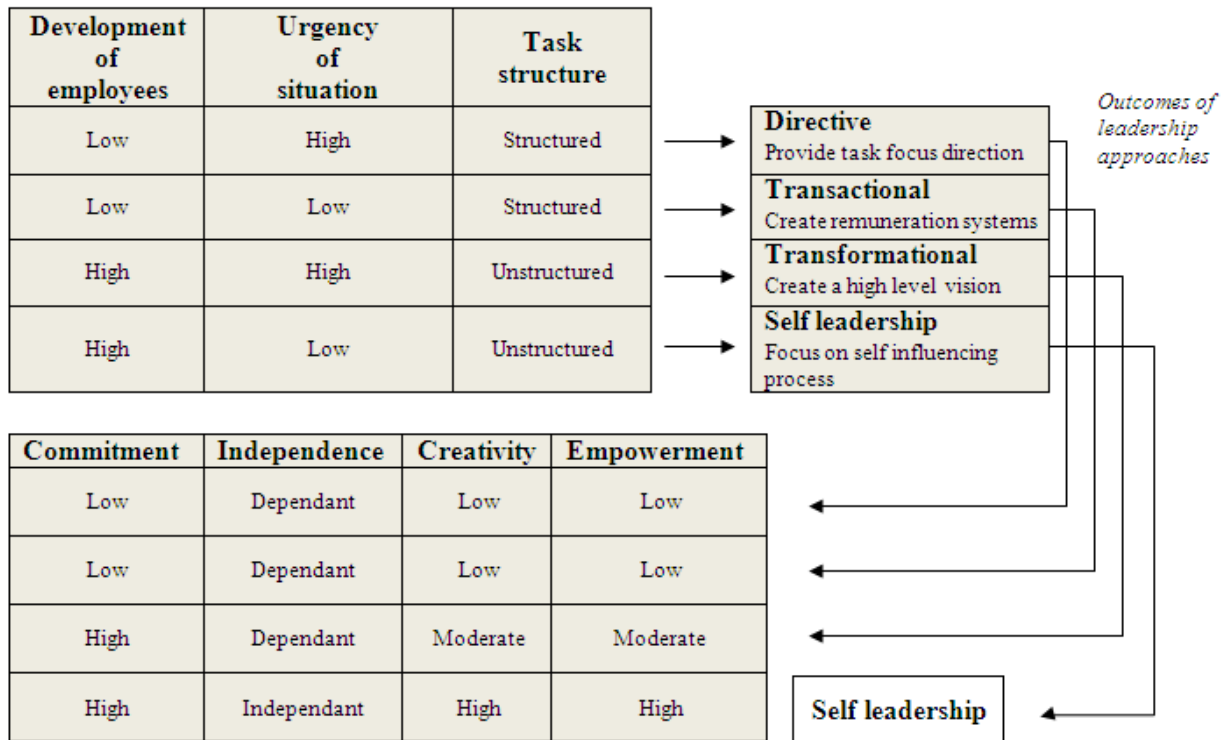 Development of employees Urgency of situation Task structure
Low High Structured
Low Low Structured
High High Unstructured
High Low Unstructured
Directive
Provide task focus direction
Transactional
Create remuneration systems
Transformational
Create a high level vision
Self leadership
Focus on self influencing
process
Outcomes of
leadership
approaches
Commitment Independence Creativity Empowerment
Low Dependant Low Low
Low Dependant Low Low
High Dependant Moderate Moderate
High Independant High High
Self leadership